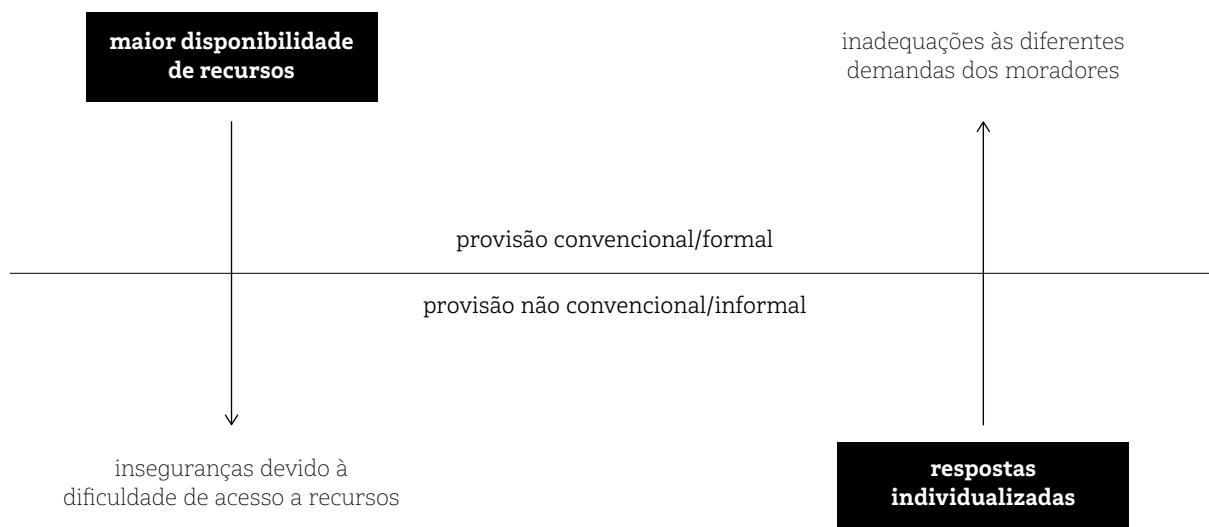 maior disponibilidade
de recursos
inadequações às diferentes
demandas dos moradores
provisão convencional/formal
provisão não convencional/informal
inseguranças devido à
dificuldade de acesso a recursos
respostas
individualizadas